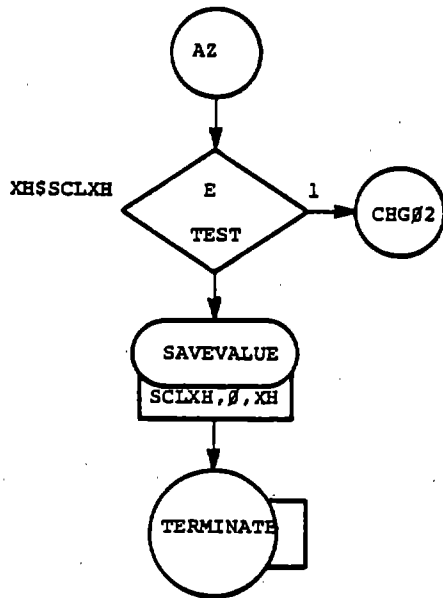 AZ
XH$SCLXH
E
1
TEST
CHGØ2
SAVEVALUE
SCLXH,Ø,XH
TERMINATE